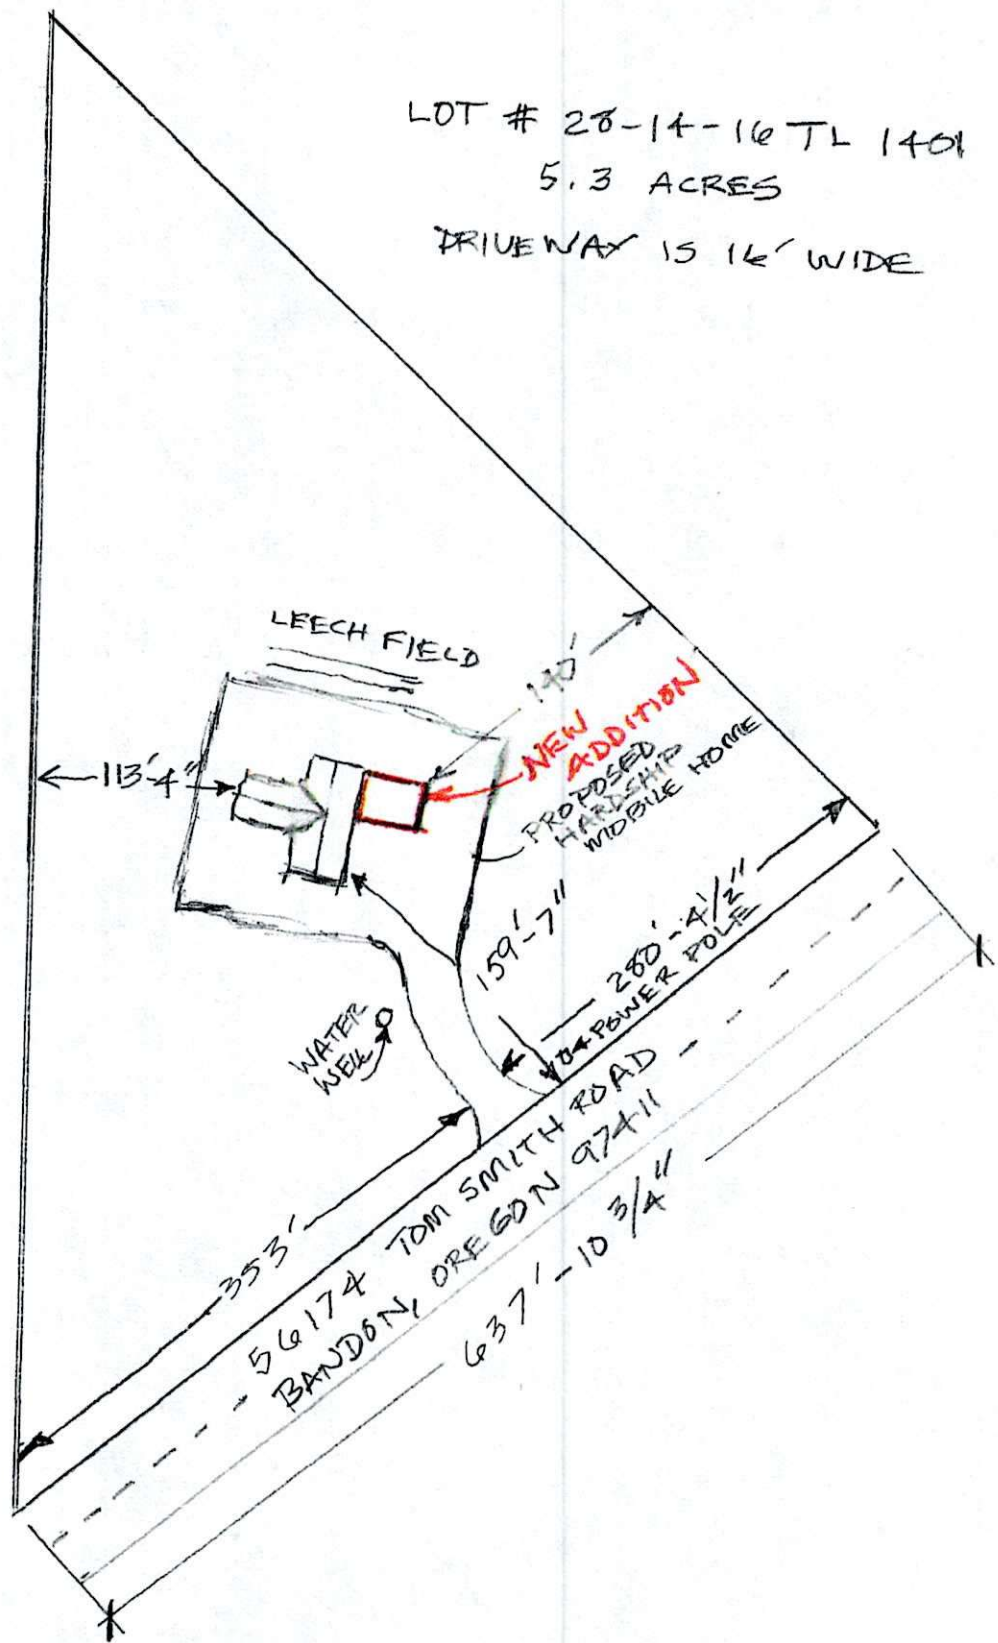 LOT # 28-14-16 TL 1401
5.3 ACRES
DRIVEWAY IS 16' WIDE
LEECH FIELD
140'
NEW
ADDITION
113'-4"
PROPOSED
HARDSHIP
MOBILE HOME
159'-7"
280'-4 1/2"
POWER POLE
WATER
WELL
353'
56174 TOM SMITH ROAD
BANDON, OREGON 97411
637'-10 3/4"